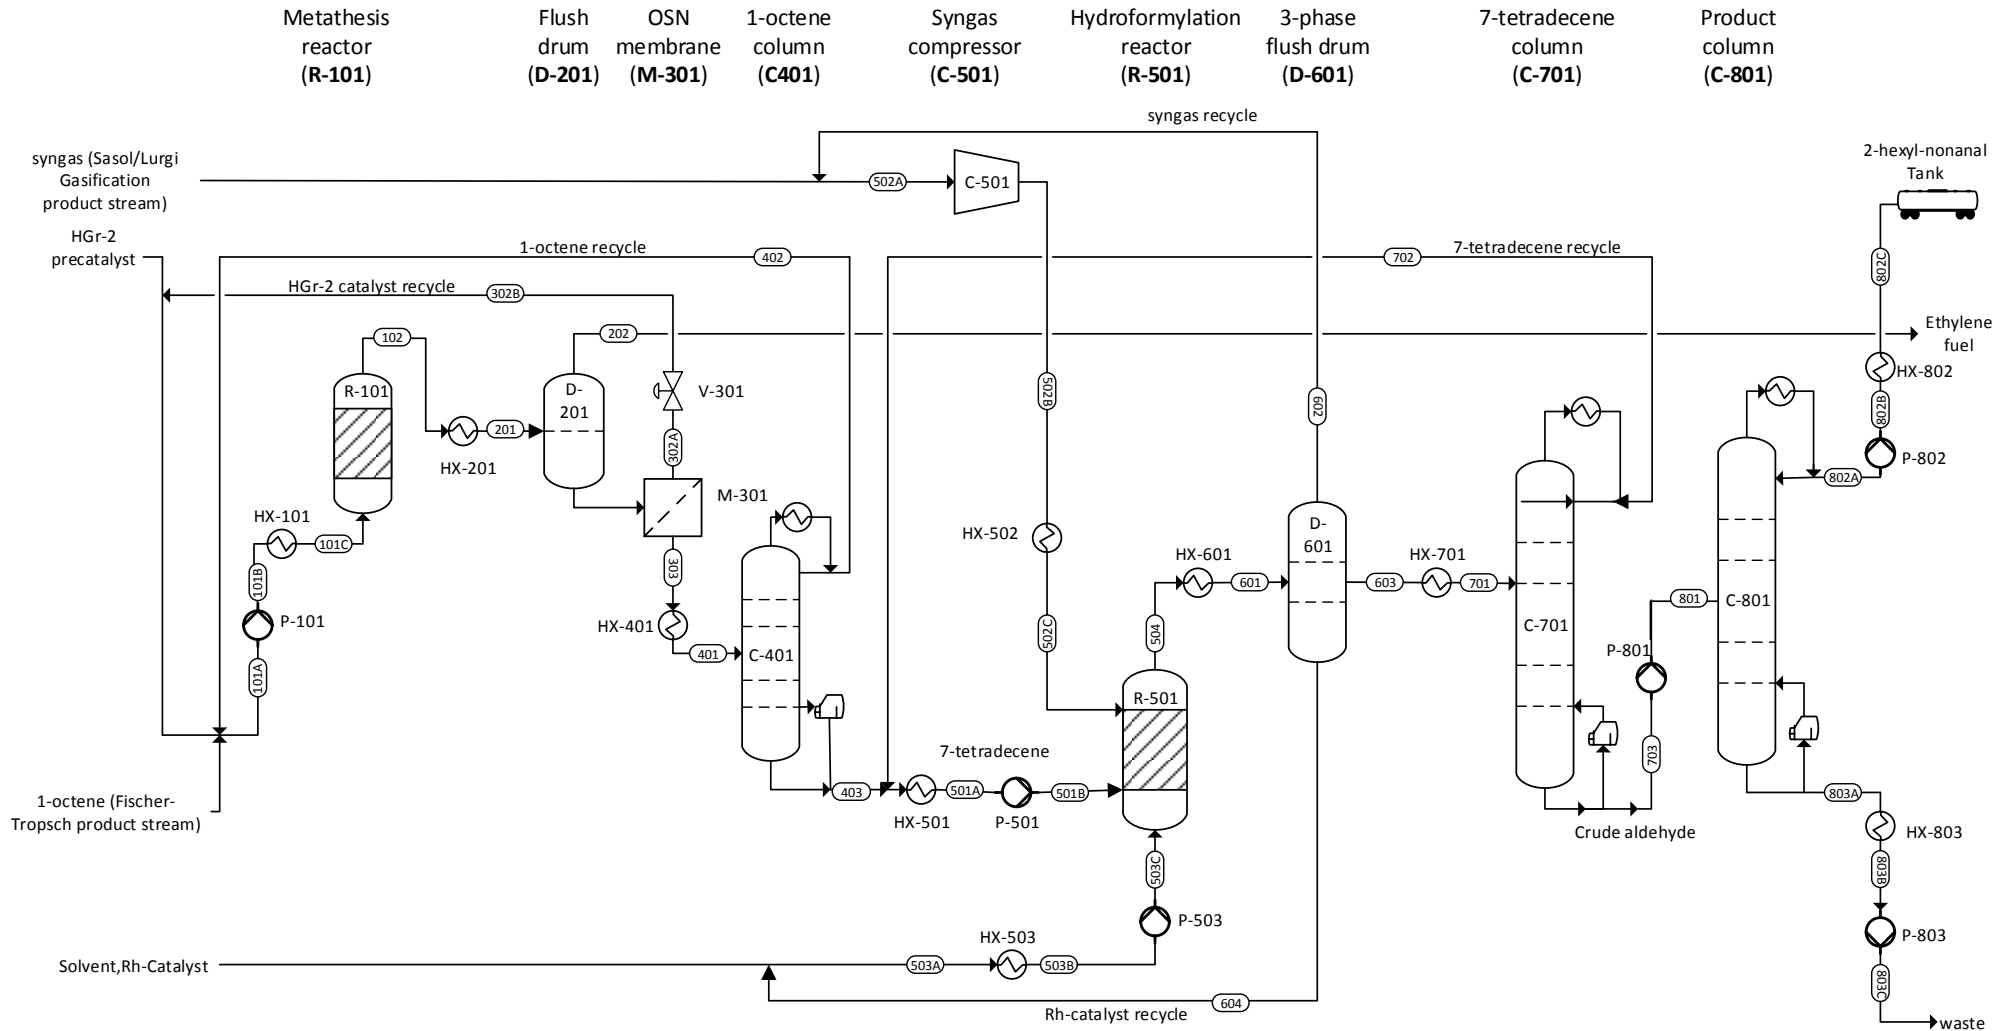 Metathesis
reactor
(R-101)
Flush
drum
(D-201)
OSN
membrane
(M-301)
1-octene
column
(C401)
Syngas
compressor
(C-501)
Hydroformylation
reactor
(R-501)
3-phase
flush drum
(D-601)
7-tetradecene
column
(C-701)
Product
column
(C-801)
syngas recycle
syngas (Sasol/Lurgi
Gasification
product stream)
502A
C-501
2-hexyl-nonanal
Tank
HGr-2
precatalyst
1-octene recycle
402
702
7-tetradecene recycle
802C
HGr-2 catalyst recycle
302B
102
202
Ethylene
fuel
R-101
D-
201
V-301
502B
602
HX-802
802B
201
HX-201
302A
P-802
802A
M-301
HX-101
101C
HX-502
D-
601
HX-601
601
603
HX-701
701
101B
P-101
303
HX-401
401
C-401
502C
504
C-701
801
C-801
P-801
101A
R-501
7-tetradecene
403
501A
501B
HX-501
P-501
703
803A
1-octene (Fischer-
Tropsch product stream)
Crude aldehyde
HX-803
503C
803B
P-503
P-803
HX-503
Solvent,Rh-Catalyst
503A
503B
803C
604
Rh-catalyst recycle
waste